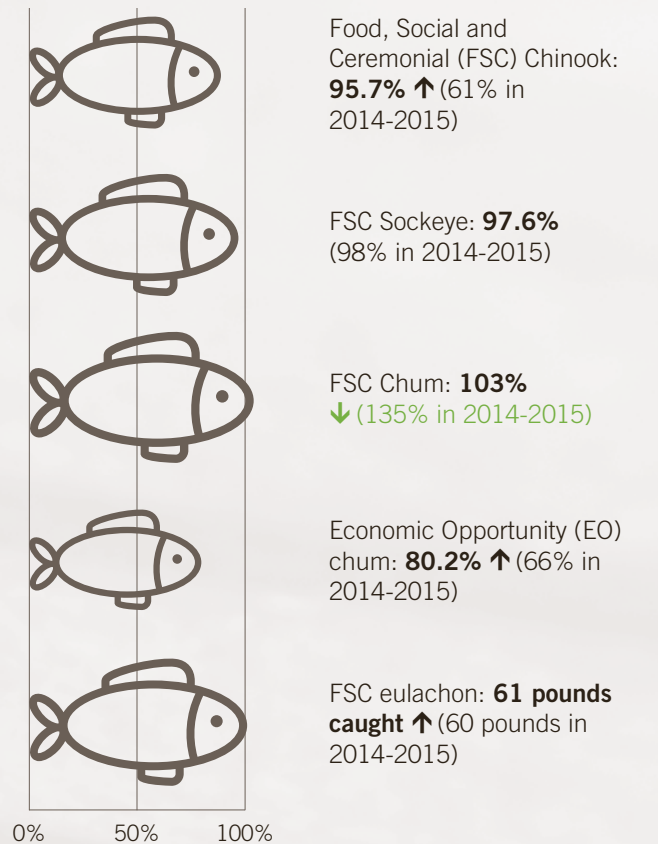 Food, Social and
Ceremonial (FSC) Chinook:
95.7% ↑ (61% in
2014-2015)
FSC Sockeye: 97.6%
(98% in 2014-2015)
FSC Chum: 103%
↓ (135% in 2014-2015)
Economic Opportunity (EO)
chum: 80.2% ↑ (66% in
2014-2015)
FSC eulachon: 61 pounds
caught ↑ (60 pounds in
2014-2015)
0% 50% 100%